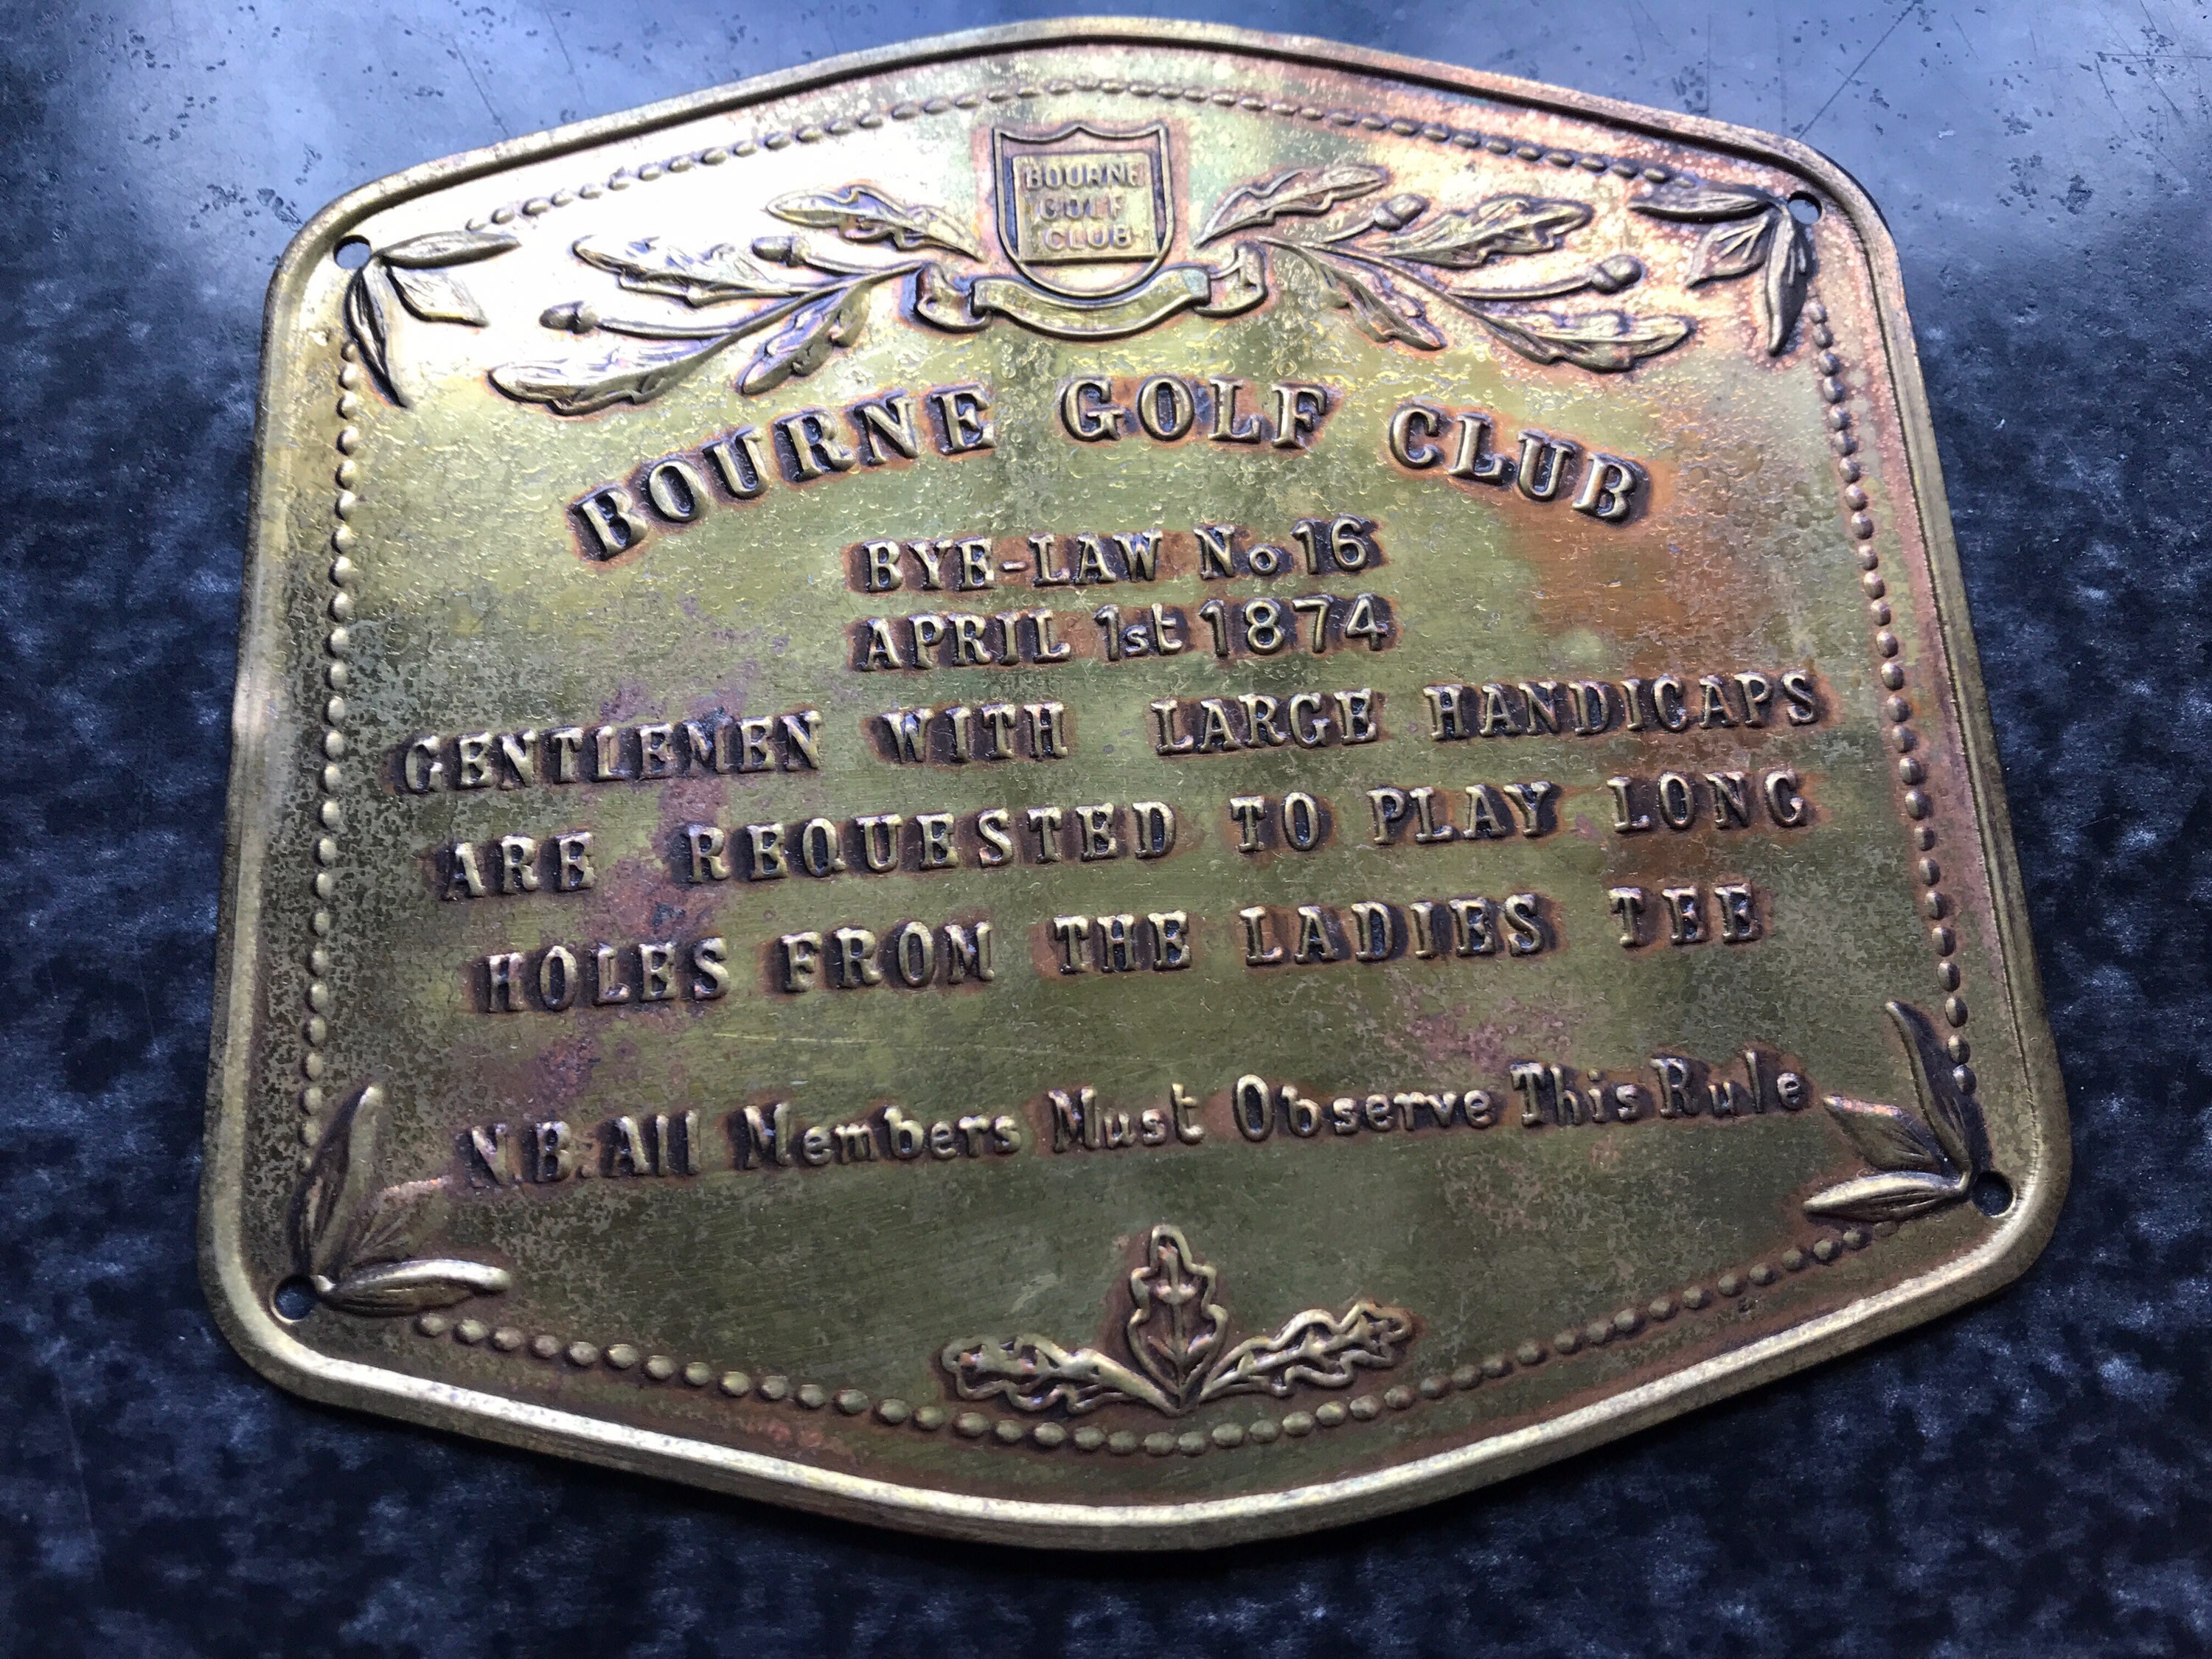 BOURNE
GOLF
CLUB
BOURNE GOLF CLUB
BYE-LAW No 16
APRIL 1st 1874
GENTLEMEN WITH LARGE HANDICAPS
ARE REQUESTED TO PLAY LONG
HOLES FROM THE LADIES TEE
N.B. All Members Must Observe This Rule